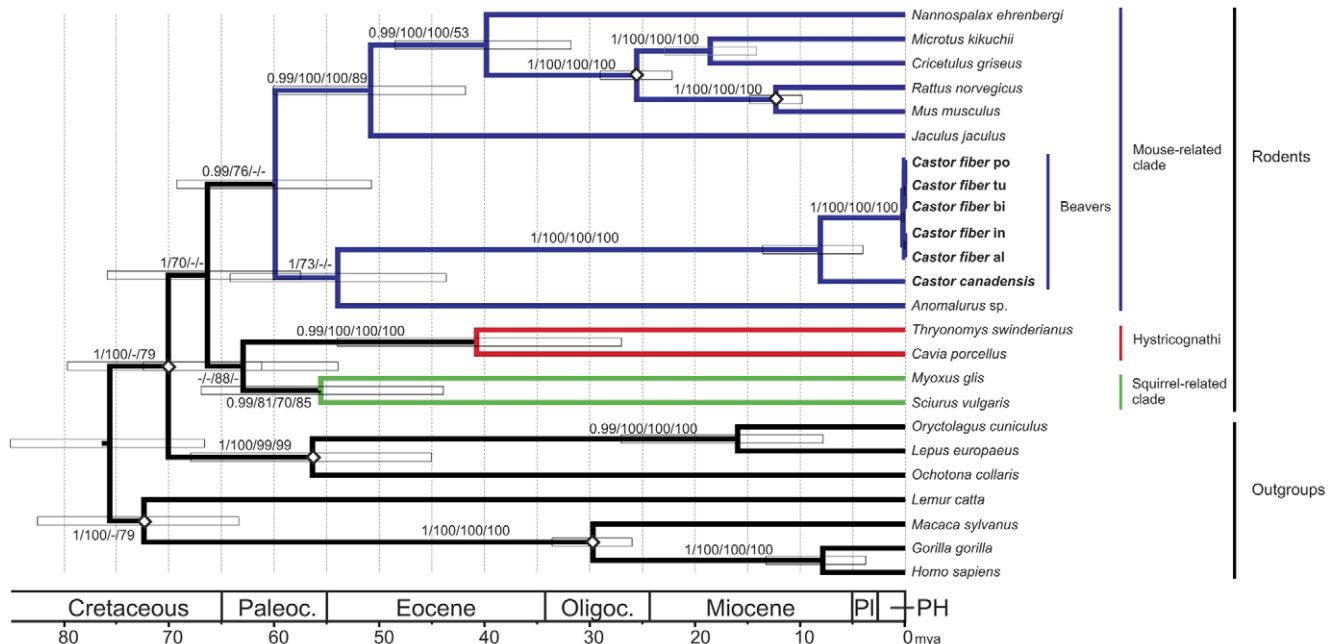 Nannospalax ehrenbergi
0.99/100/100/53
1/100/100/100
Microtus kikuchii
Cricetulus griseus
1/100/100/100
0.99/100/100/89
1/100/100/100
Rattus norvegicus
Mus musculus
Jaculus jaculus
Mouse-related
clade
Rodents
Castor fiber po
0.99/76/-/-
Castor fiber tu
Castor fiber bi
Beavers
1/100/100/100
Castor fiber in
1/100/100/100
Castor fiber al
1/70/-/-
1/73/-/-
Castor canadensis
Anomalurus sp.
Thryonomys swinderianus
0.99/100/100/100
Hystricognathi
Cavia porcellus
1/100/-/79
-/-/88/-
Myoxus glis
Squirrel-related
clade
0.99/81/70/85
Sciurus vulgaris
Oryctolagus cuniculus
0.99/100/100/100
1/100/99/99
Lepus europaeus
Ochotona collaris
Outgroups
Lemur catta
1/100/-/79
1/100/100/100
Macaca sylvanus
1/100/100/100
Gorilla gorilla
Homo sapiens
Cretaceous Paleoc. Eocene Oligoc. Miocene Pl PH
80 70 60 50 40 30 20 10 0 mya